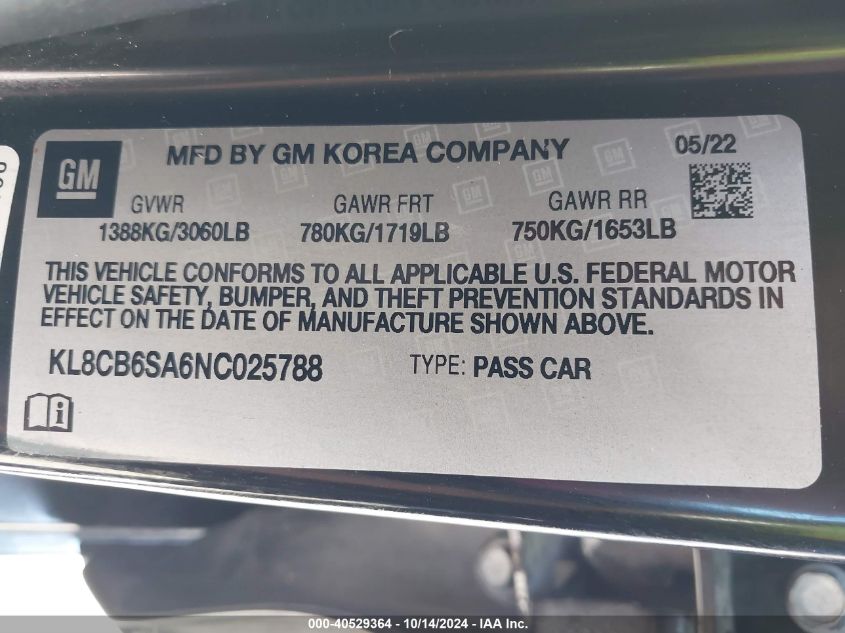 GM
MFD BY GM KOREA COMPANY
05/22
GVWR GAWR FRT GAWR RR
1388KG/3060LB 780KG/1719LB 750KG/1653LB
THIS VEHICLE CONFORMS TO ALL APPLICABLE U.S. FEDERAL MOTOR
VEHICLE SAFETY, BUMPER, AND THEFT PREVENTION STANDARDS IN
EFFECT ON THE DATE OF MANUFACTURE SHOWN ABOVE.
KL8CB6SA6NC025788 TYPE: PASS CAR
000-40529364 - 10/14/2024 - IAAI, Inc.